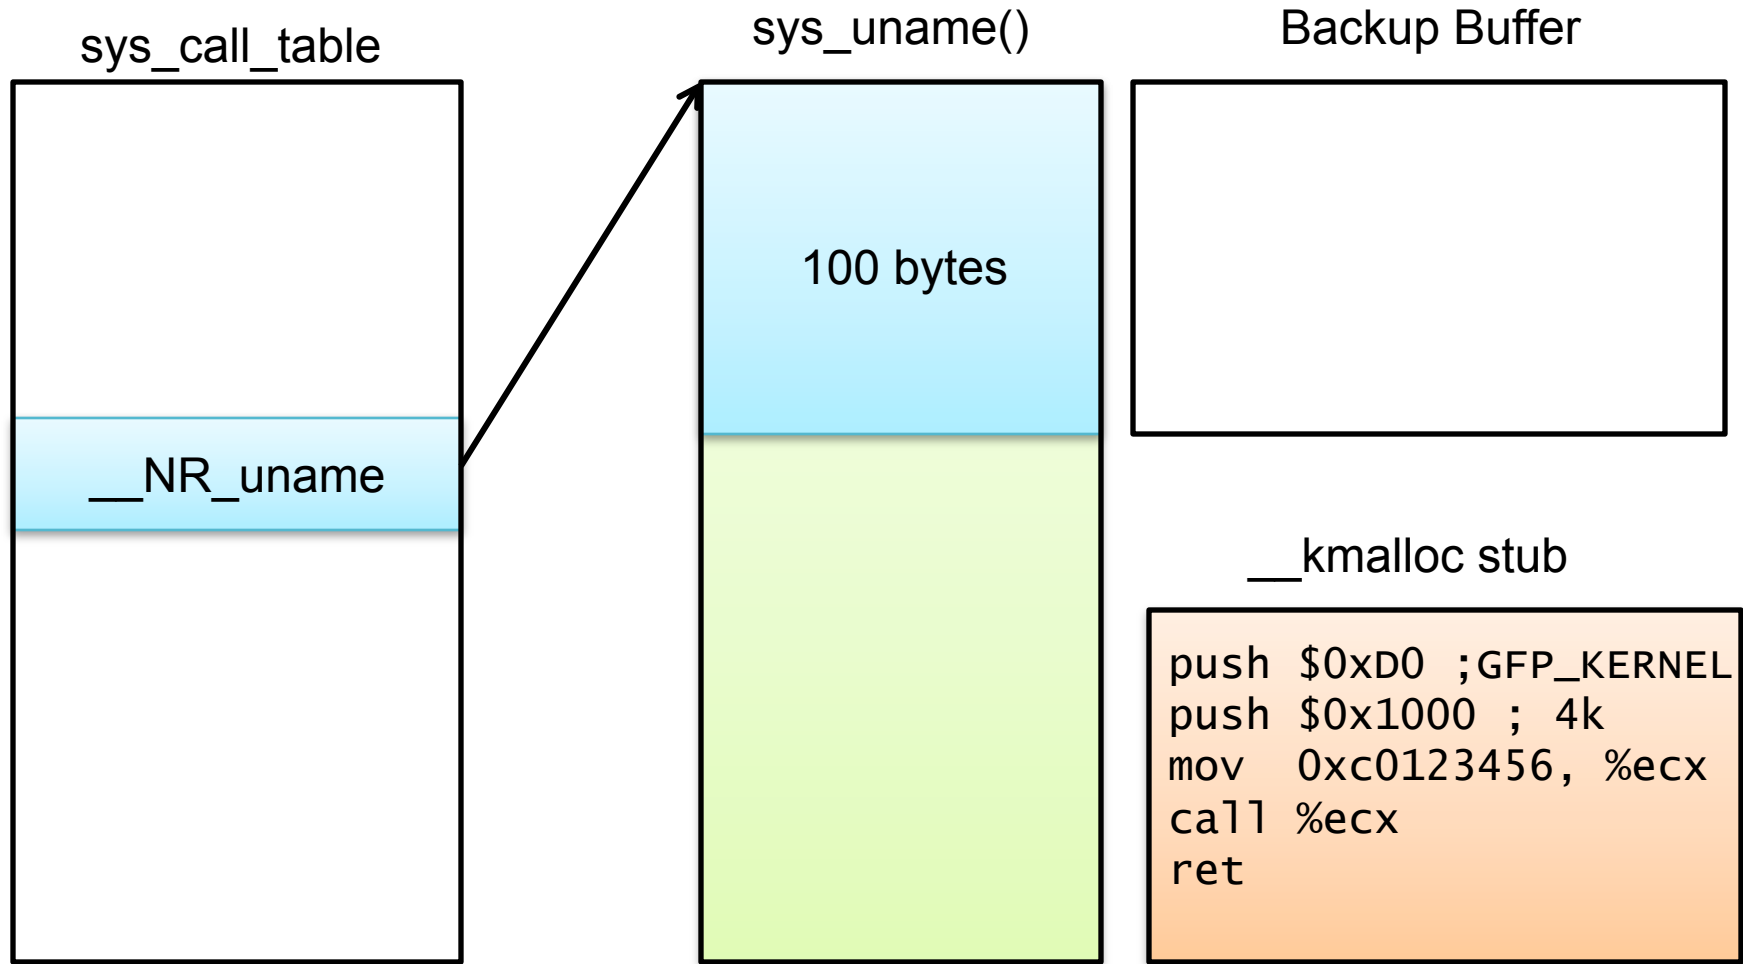 sys_call_table
__NR_uname
sys_uname()
100 bytes
Backup Buffer
__kmalloc stub
push $0xD0 ;GFP_KERNEL
push $0x1000 ; 4k
mov  0xc0123456, %ecx
call %ecx
ret